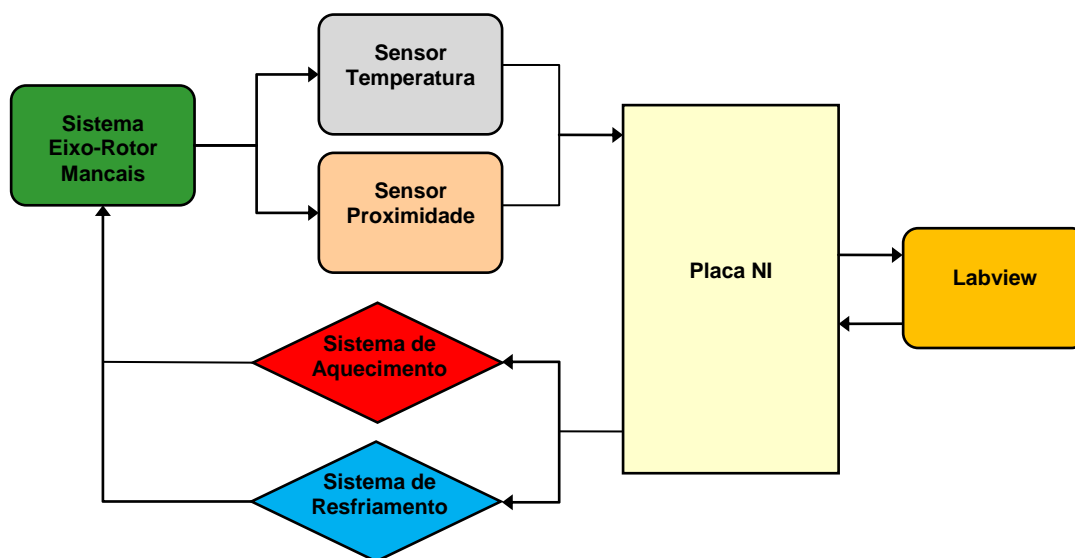 Sistema
Eixo-Rotor
Mancais
Sensor
Temperatura
Sensor
Proximidade
Placa NI
Labview
Sistema de
Aquecimento
Sistema de
Resfriamento